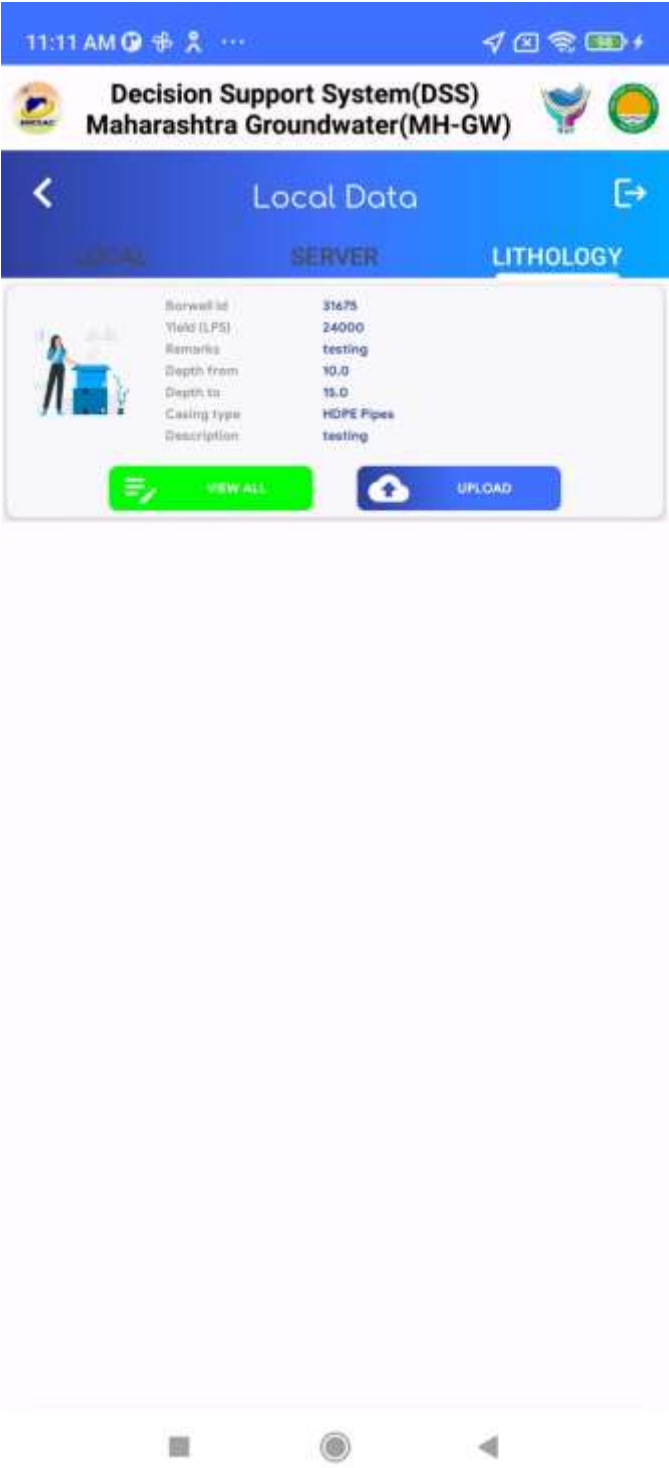 11:11 AM
98
Decision Support System(DSS)
Maharashtra Groundwater(MH-GW)
Local Data
LOCAL SERVER LITHOLOGY
Borwell id 31675
Yield (LPS) 24000
Remarks testing
Depth from 10.0
Depth to 15.0
Casing type HDPE Pipes
Description testing
VIEW ALL UPLOAD